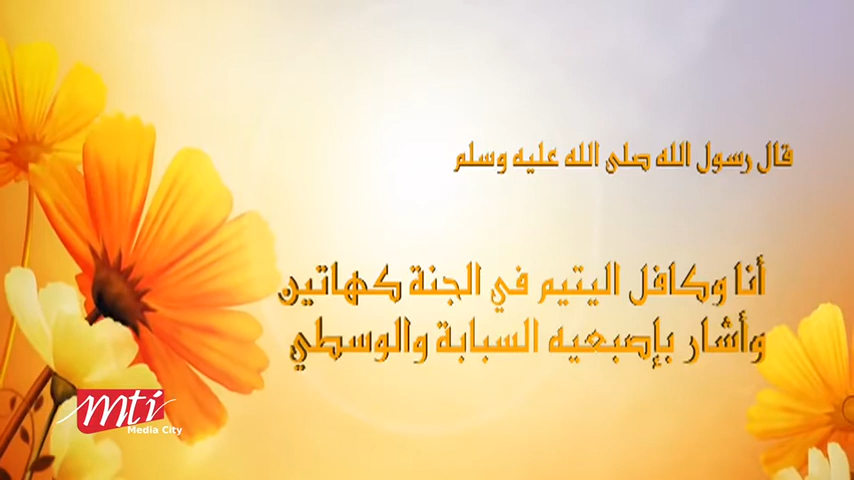 قال رسول الله صلى الله عليه وسلم
أنا وكافل اليتيم في الجنة كهاتين
وأشار بإصبعيه السبابة والوسطي
mti
Media City